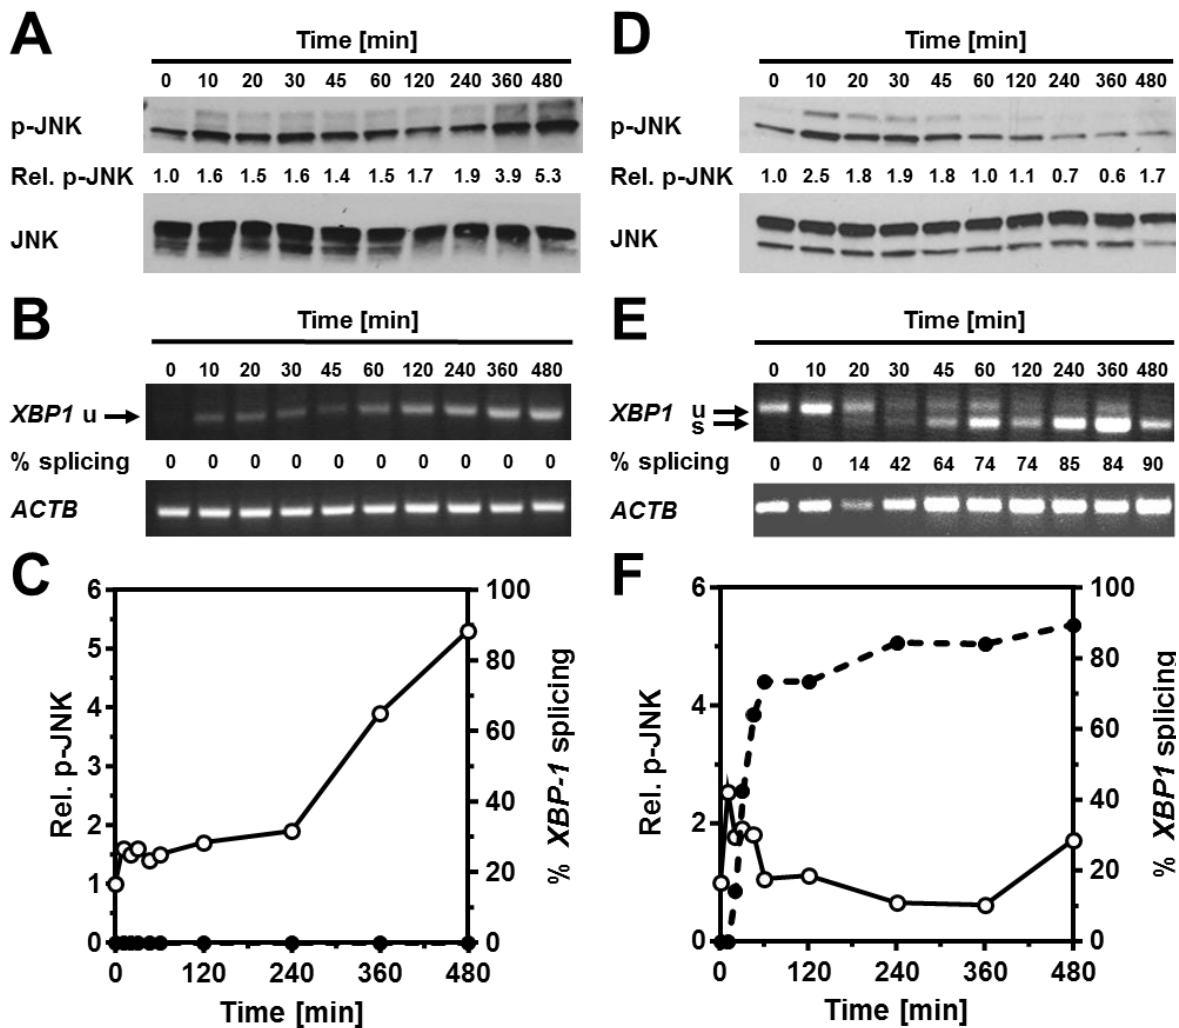 A
Time [min]
0 10 20 30 45 60 120 240 360 480
p-JNK
Rel. p-JNK 1.0 1.6 1.5 1.6 1.4 1.5 1.7 1.9 3.9 5.3
JNK
B
Time [min]
0 10 20 30 45 60 120 240 360 480
XBP1 u
% splicing 0 0 0 0 0 0 0 0 0 0
ACTB
C
6
5
4
3
2
1
0
Rel. p-JNK
100
80
60
40
20
0
% XBP-1 splicing
0 120 240 360 480
Time [min]
D
Time [min]
0 10 20 30 45 60 120 240 360 480
p-JNK
Rel. p-JNK 1.0 2.5 1.8 1.9 1.8 1.0 1.1 0.7 0.6 1.7
JNK
E
Time [min]
0 10 20 30 45 60 120 240 360 480
XBP1 u
s
% splicing 0 0 14 42 64 74 74 85 84 90
ACTB
F
6
4
2
0
Rel. p-JNK
100
80
60
40
20
0
% XBP1 splicing
0 120 240 360 480
Time [min]